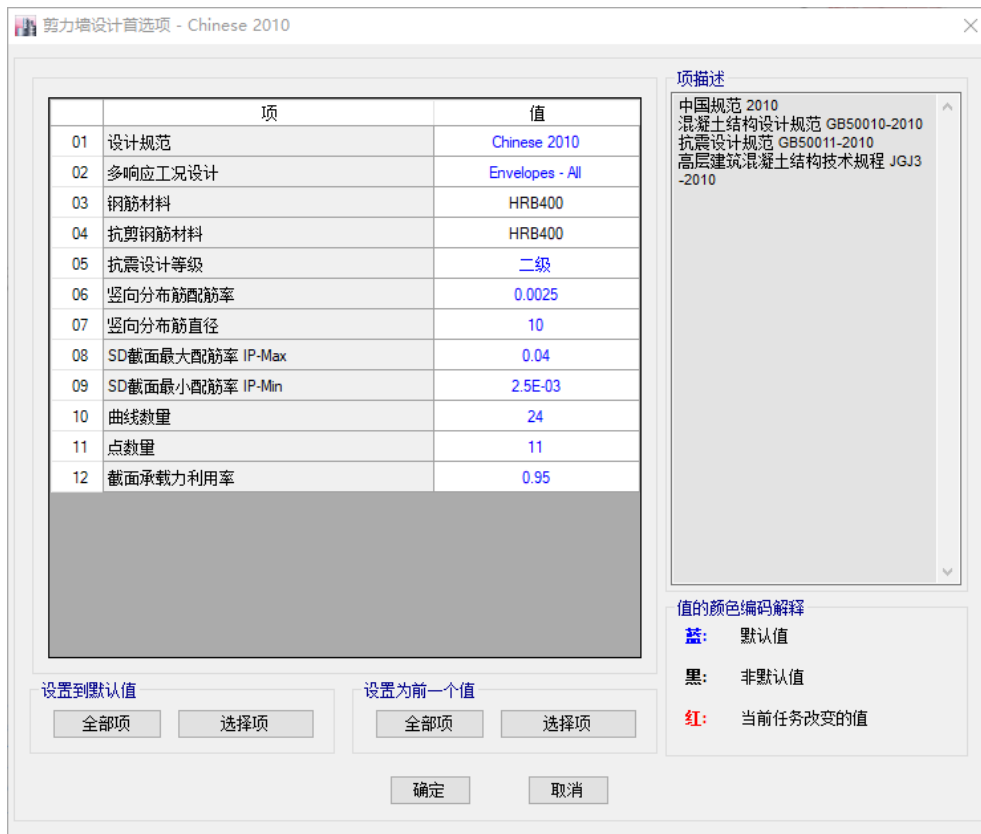 剪力墙设计首选项 - Chinese 2010
项 值
01 设计规范 Chinese 2010
02 多响应工况设计 Envelopes - All
03 钢筋材料 HRB400
04 抗剪钢筋材料 HRB400
05 抗震设计等级 二级
06 竖向分布筋配筋率 0.0025
07 竖向分布筋直径 10
08 SD截面最大配筋率 IP-Max 0.04
09 SD截面最小配筋率 IP-Min 2.5E-03
10 曲线数量 24
11 点数量 11
12 截面承载力利用率 0.95
项描述
中国规范 2010
混凝土结构设计规范 GB50010-2010
抗震设计规范 GB50011-2010
高层建筑混凝土结构技术规程 JGJ3
-2010
值的颜色编码解释
蓝: 默认值
黑: 非默认值
红: 当前任务改变的值
设置到默认值
全部项 选择项
设置为前一个值
全部项 选择项
确定 取消